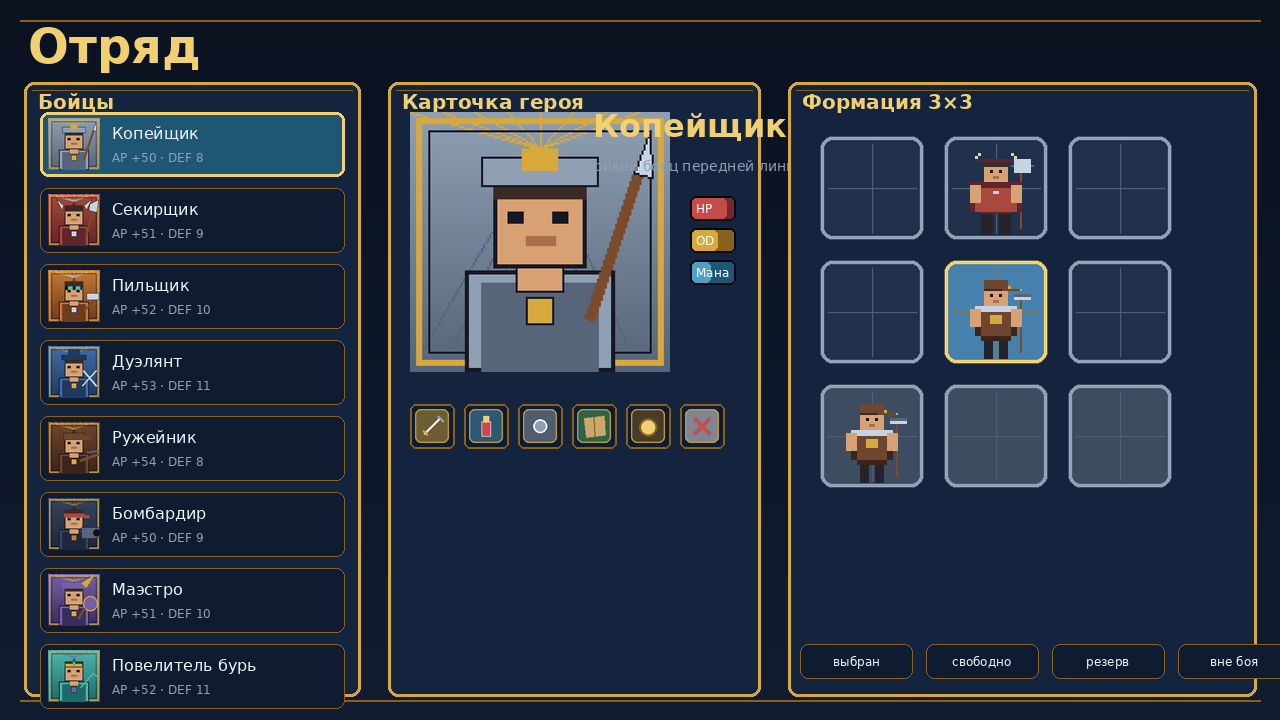 Отряд
Бойцы
Копейщик
AP +50 · DEF 8
Секирщик
AP +51 · DEF 9
Пильщик
AP +52 · DEF 10
Дуэлянт
AP +53 · DEF 11
Ружейник
AP +54 · DEF 8
Бомбардир
AP +50 · DEF 9
Маэстро
AP +51 · DEF 10
Повелитель бурь
AP +52 · DEF 11
Карточка героя
Копейщик
боец передней
HP
OD
Мана
Формация 3×3
выбран
свободно
резерв
вне боя